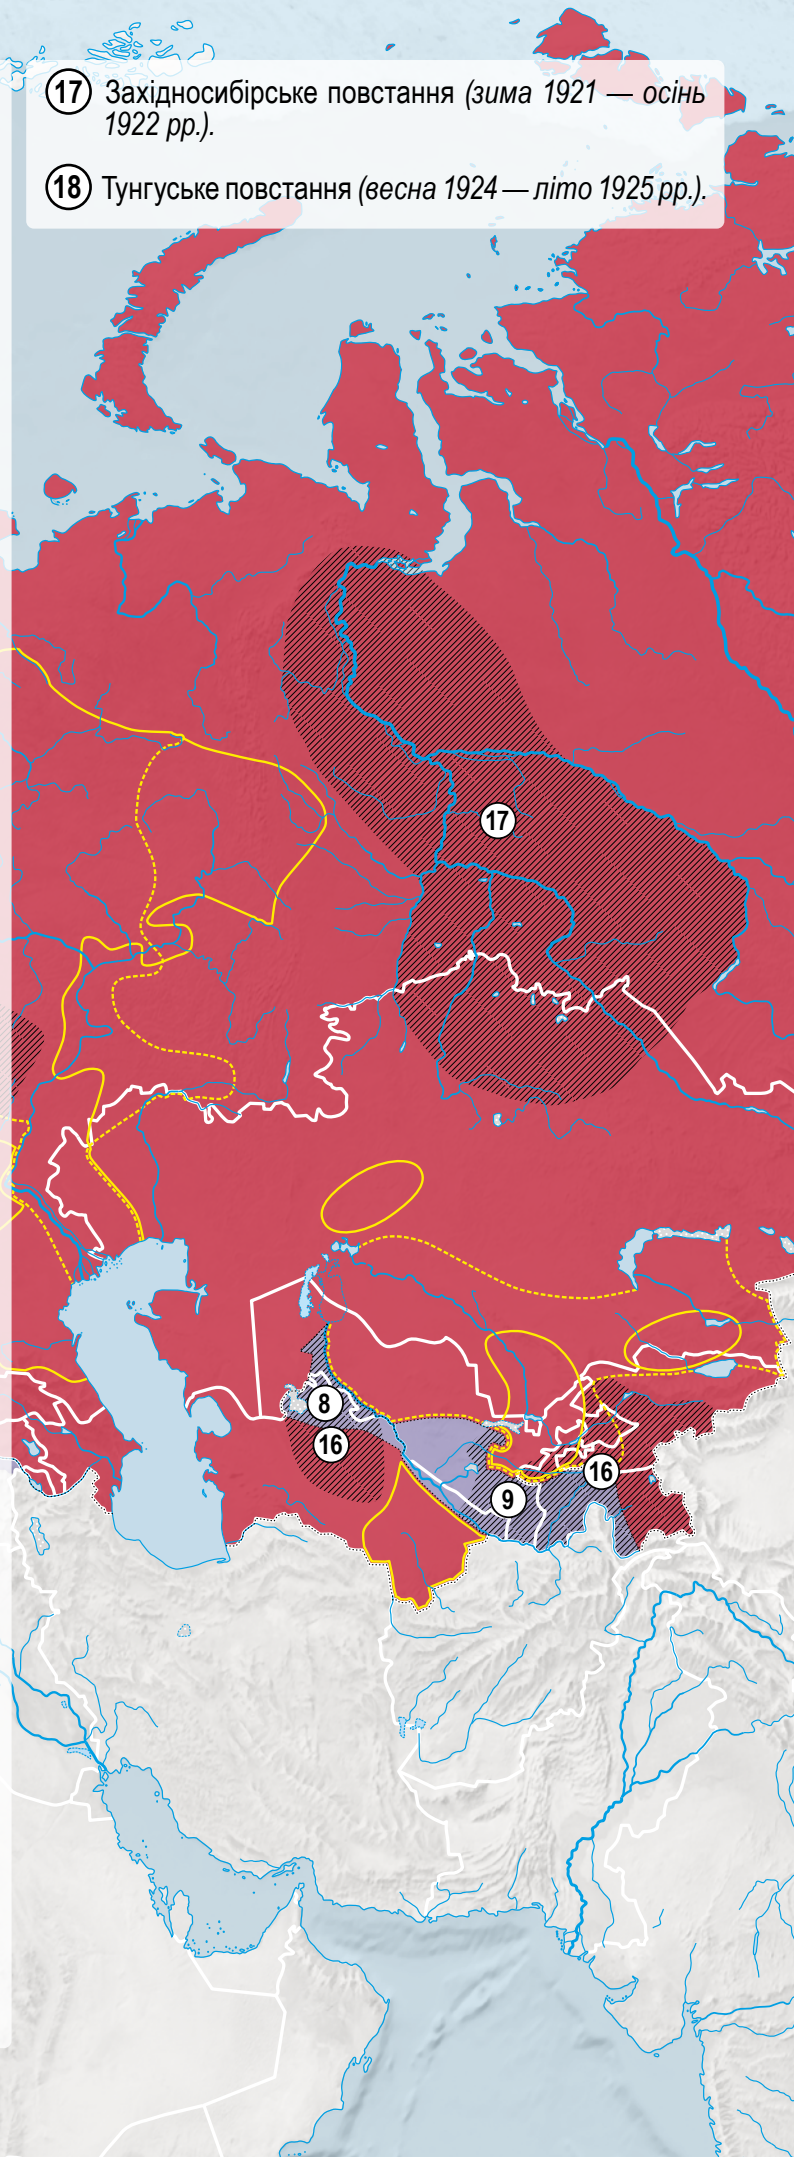 17 Західносибірське повстання (зима 1921 — осінь
1922 рр.).
18 Тунгуське повстання (весна 1924 — літо 1925 рр.).
17
8
16
16
9